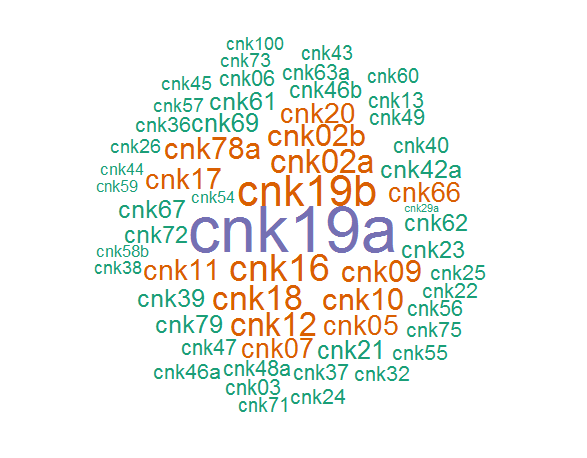 cnk100
cnk43
cnk73
cnk45 cnk06 cnk63a cnk60
cnk46b
cnk57 cnk61 cnk20 cnk13
cnk36 cnk69 cnk02b cnk49
cnk26 cnk78a cnk02a cnk40
cnk44 cnk17 cnk42a
cnk59 cnk54 cnk19b cnk66
cnk67 cnk29a
cnk72 cnk19a cnk62
cnk58b cnk23
cnk38 cnk11 cnk16 cnk09 cnk25
cnk39 cnk18 cnk10 cnk22
cnk56
cnk79 cnk12 cnk05 cnk75
cnk47 cnk07 cnk21 cnk55
cnk46a cnk48a cnk37 cnk32
cnk03
cnk71 cnk24